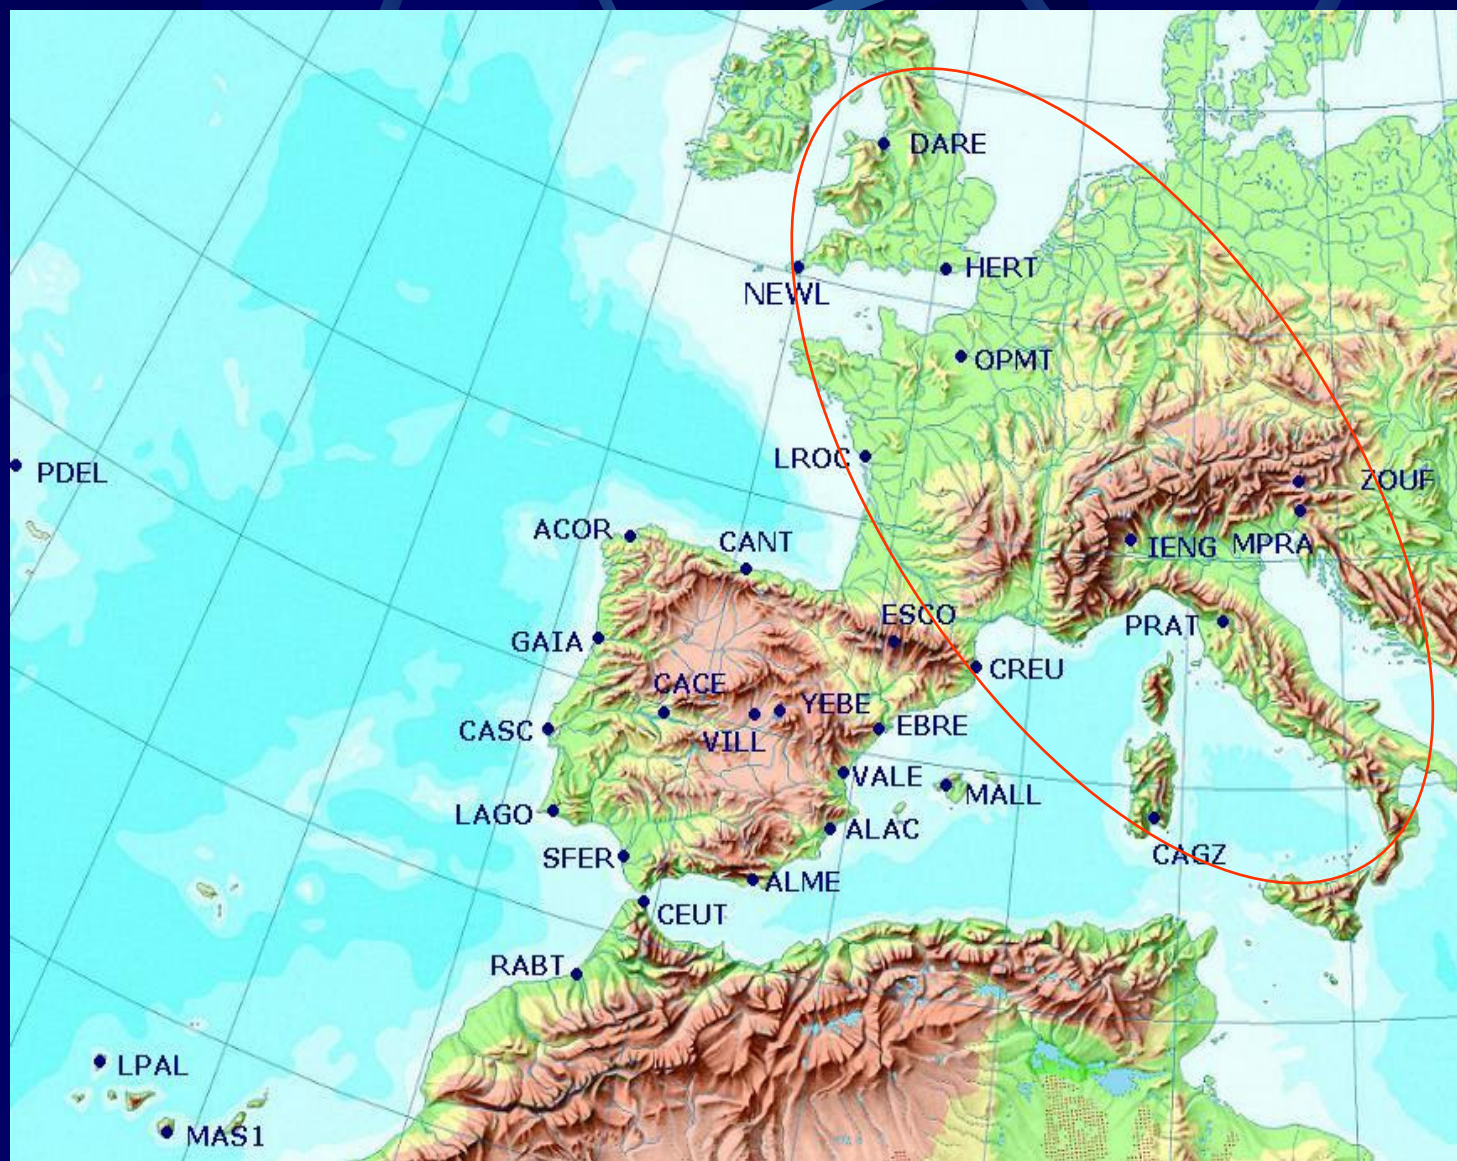 DARE
HERT
NEWL
OPMT
LROC
PDEL
ZOUF
ACOR
CANT
IENG
MPRA
ESCO
PRAT
GAIA
CREU
CACE
YEBE
CASC
VILL
EBRE
VALE
MALL
LAGO
ALAC
SFER
CAGZ
ALME
CEUT
RABT
LPAL
MAS1